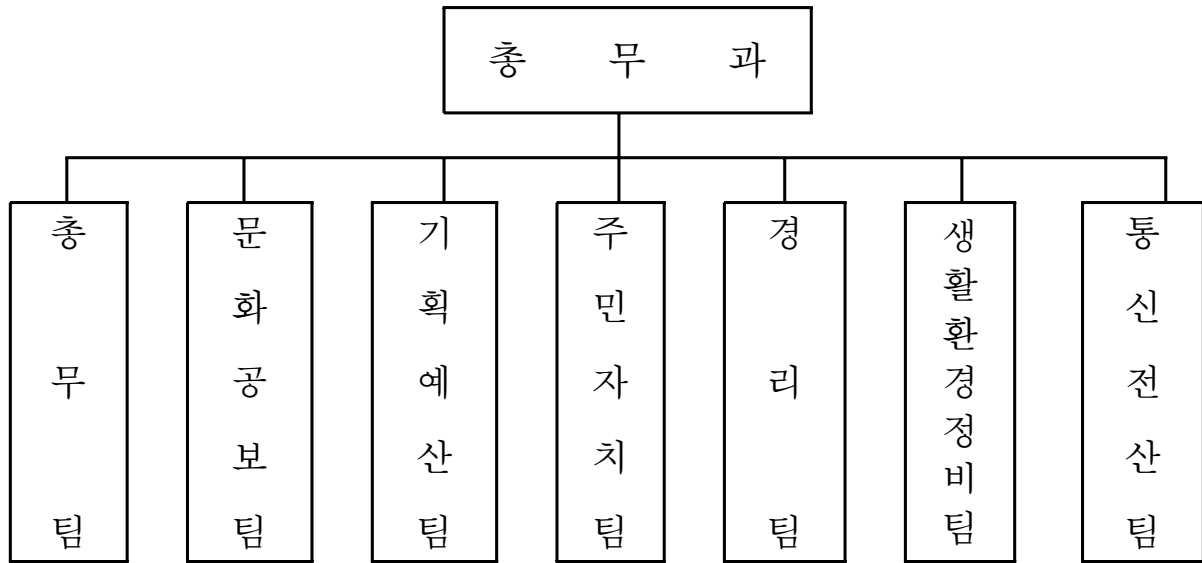 총 무 과
총무팀
문화공보팀
기획예산팀
주민자치팀
경리팀
생활환경정비팀
통신전산팀